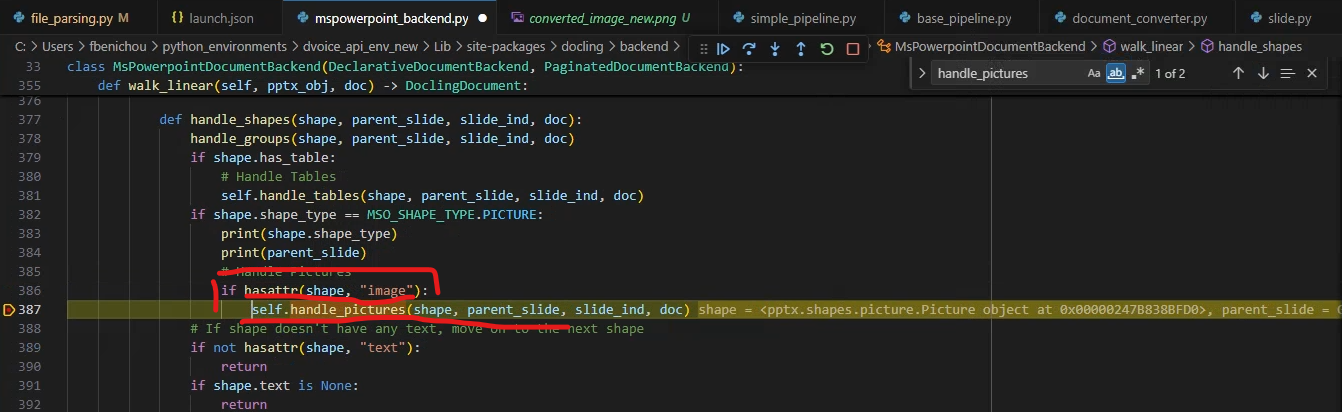 file_parsing.py M launch.json mspowerpoint_backend.py converted_image_new.png U simple_pipeline.py base_pipeline.py document_converter.py slide.py
C: > Users > fbenichou > python_environments > dvoice_api_env_new > Lib > site-packages > docling > backend > MsPowerpointDocumentBackend > walk_linear > handle_shapes
handle_pictures Aa ab 1 of 2
33 class MsPowerpointDocumentBackend(DeclarativeDocumentBackend, PaginatedDocumentBackend):
355 def walk_linear(self, pptx_obj, doc) -> DoclingDocument:
376
377 def handle_shapes(shape, parent_slide, slide_ind, doc):
378 handle_groups(shape, parent_slide, slide_ind, doc)
379 if shape.has_table:
380 # Handle Tables
381 self.handle_tables(shape, parent_slide, slide_ind, doc)
382 if shape.shape_type == MSO_SHAPE_TYPE.PICTURE:
383 print(shape.shape_type)
384 print(parent_slide)
385 # Handle Pictures
386 if hasattr(shape, "image"):
387 self.handle_pictures(shape, parent_slide, slide_ind, doc) shape = <pptx.shapes.picture.Picture object at 0x00000247B838BFD0>, parent_slide =
388 # If shape doesn't have any text, move on to the next shape
389 if not hasattr(shape, "text"):
390 return
391 if shape.text is None:
392 return